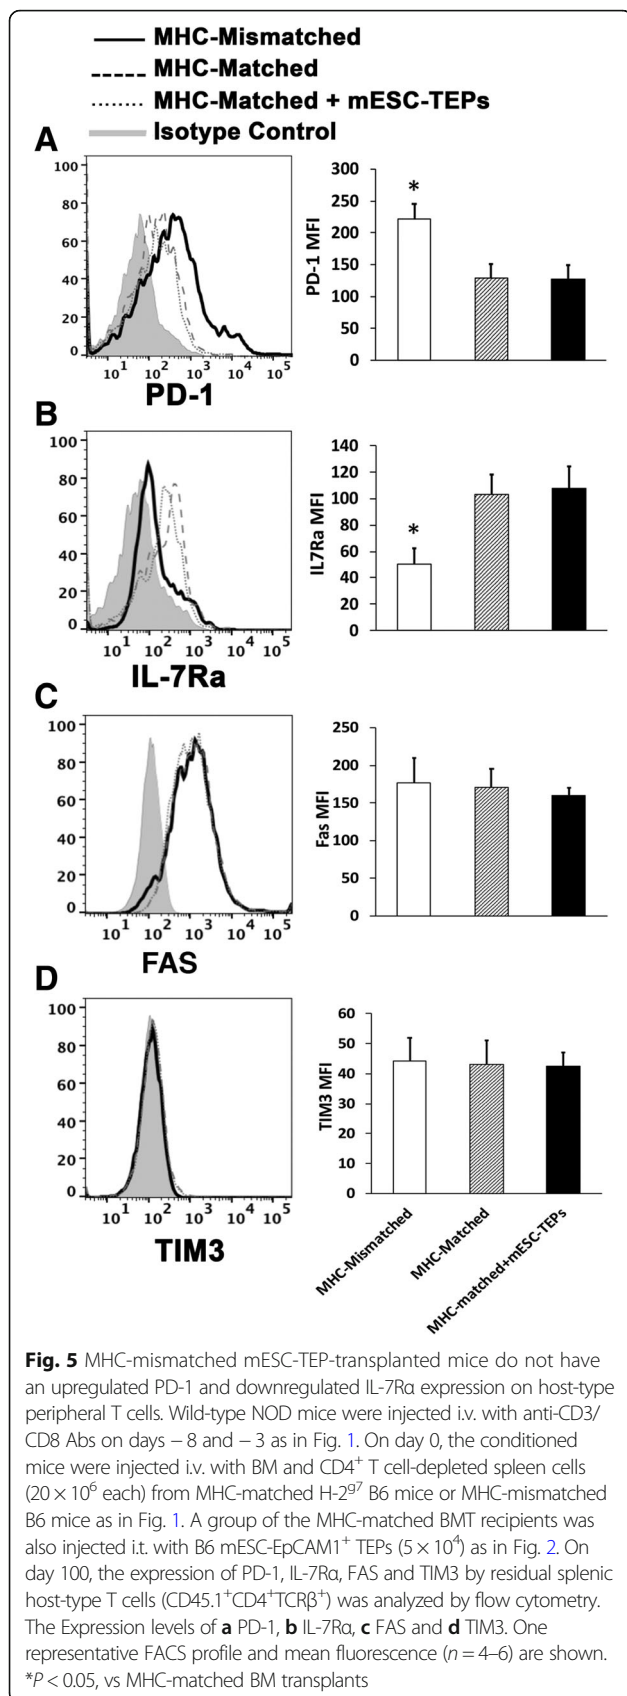 MHC-Mismatched
MHC-Matched
MHC-Matched + mESC-TEPs
Isotype Control
A
100
80
60
40
20
0
10¹ 10² 10³ 10⁴ 10⁵
PD-1
300
250
200
150
100
50
0
PD-1 MFI
*
B
100
80
60
40
20
0
10¹ 10² 10³ 10⁴ 10⁵
IL-7Ra
140
120
100
80
60
40
20
0
IL7Ra MFI
*
C
100
80
60
40
20
0
10¹ 10² 10³ 10⁴ 10⁵
FAS
250
200
150
100
50
0
Fas MFI
D
100
80
60
40
20
0
10¹ 10² 10³ 10⁴ 10⁵
TIM3
60
50
40
30
20
10
0
TIM3 MFI
MHC-Mismatched
MHC-Matched
MHC-matched+mESC-TEPs
Fig. 5 MHC-mismatched mESC-TEP-transplanted mice do not have
an upregulated PD-1 and downregulated IL-7Rα expression on host-type
peripheral T cells. Wild-type NOD mice were injected i.v. with anti-CD3/
CD8 Abs on days − 8 and − 3 as in Fig. 1. On day 0, the conditioned
mice were injected i.v. with BM and CD4⁺ T cell-depleted spleen cells
(20 × 10⁶ each) from MHC-matched H-2ᵍ⁷ B6 mice or MHC-mismatched
B6 mice as in Fig. 1. A group of the MHC-matched BMT recipients was
also injected i.t. with B6 mESC-EpCAM1⁺ TEPs (5 × 10⁴) as in Fig. 2. On
day 100, the expression of PD-1, IL-7Rα, FAS and TIM3 by residual splenic
host-type T cells (CD45.1⁺CD4⁺TCRβ⁺) was analyzed by flow cytometry.
The Expression levels of a PD-1, b IL-7Rα, c FAS and d TIM3. One
representative FACS profile and mean fluorescence (n = 4–6) are shown.
*P < 0.05, vs MHC-matched BM transplants